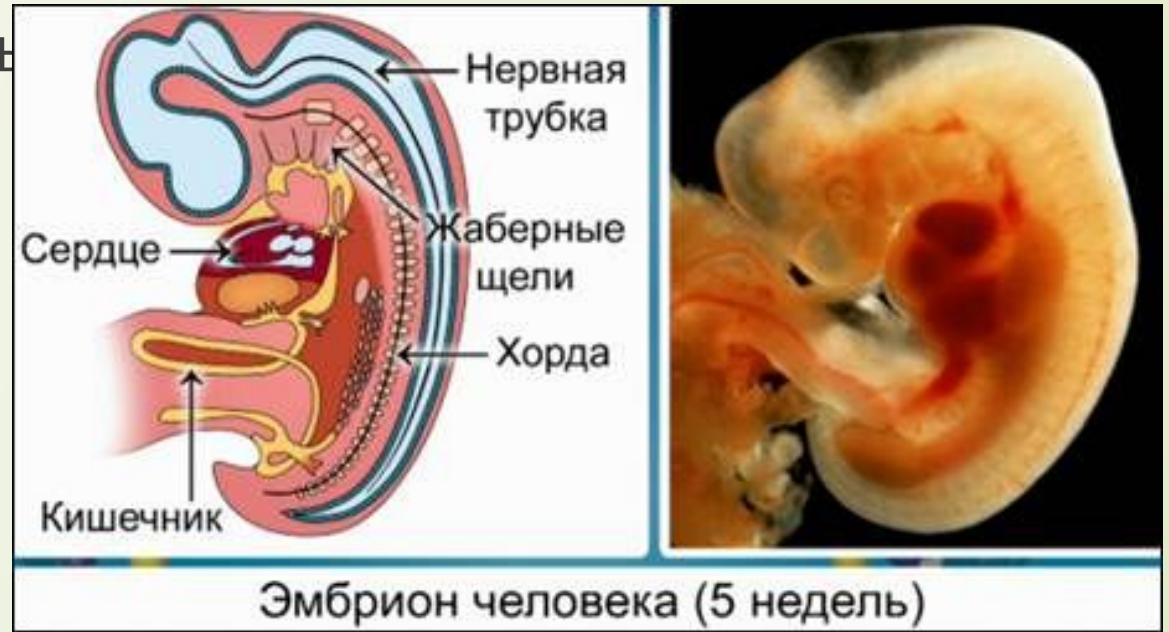 Нервная
трубка
Жаберные
щели
Сердце
Хорда
Кишечник
Эмбрион человека (5 недель)